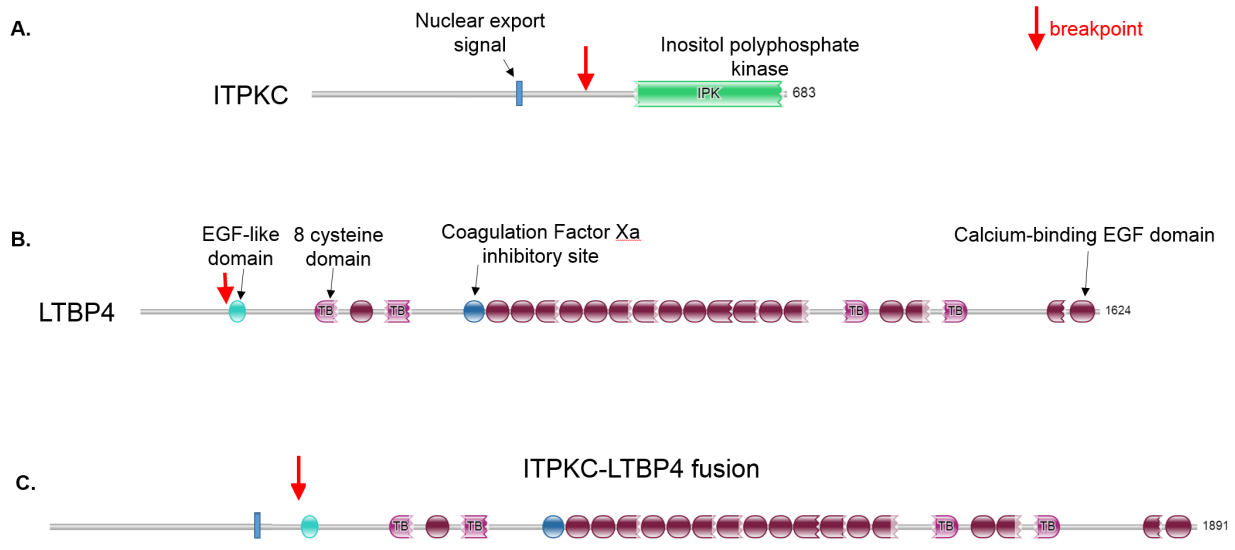 A.
Nuclear export
signal
Inositol polyphosphate
kinase
breakpoint
ITPKC
IPK
683
B.
EGF-like
domain
8 cysteine
domain
Coagulation Factor Xa
inhibitory site
Calcium-binding EGF domain
LTBP4
TB
TB
TB
TB
1624
C.
ITPKC-LTBP4 fusion
TB
TB
TB
TB
1891